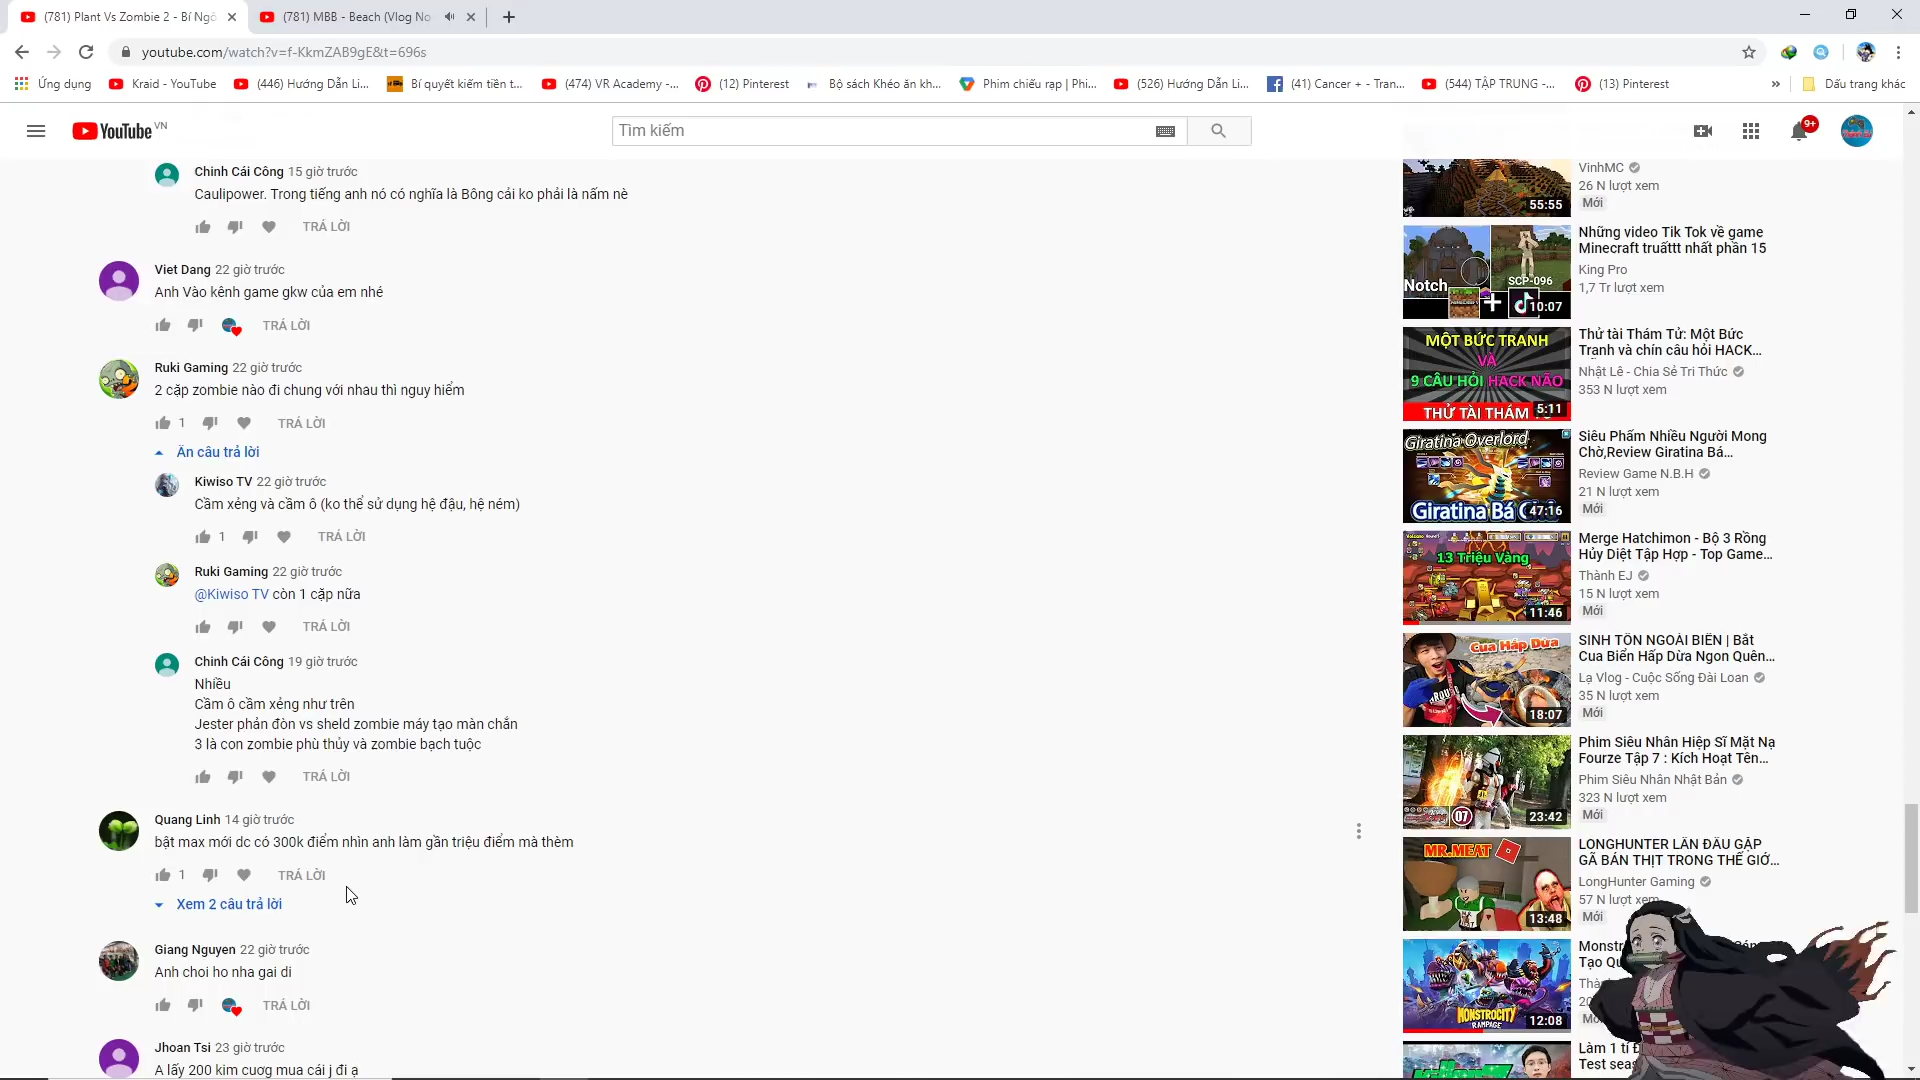 (781) Plant Vs Zombie 2 - Bí Ngô
(781) MBB - Beach (Vlog No
youtube.com/watch?v=f-KkmZAB9gE&t=696s
Ứng dụng
Kraid - YouTube
(446) Hướng Dẫn Li...
Bí quyết kiếm tiền t...
(474) VR Academy -...
(12) Pinterest
Bộ sách Khéo ăn kh...
Phim chiếu rạp | Phi...
(526) Hướng Dẫn Li...
(41) Cancer + - Tran...
(544) TẬP TRUNG -...
(13) Pinterest
»
Dấu trang khác
YouTube VN
Tìm kiếm
9+
Chinh Cái Công 15 giờ trước
Caulipower. Trong tiếng anh nó có nghĩa là Bông cải ko phải là nấm nè
TRẢ LỜI
Viet Dang 22 giờ trước
Anh Vào kênh game gkw của em nhé
TRẢ LỜI
Ruki Gaming 22 giờ trước
2 cặp zombie nào đi chung với nhau thì nguy hiểm
1 TRẢ LỜI
Ẩn câu trả lời
Kiwiso TV 22 giờ trước
Cầm xẻng và cầm ô (ko thể sử dụng hệ đậu, hệ ném)
1 TRẢ LỜI
Ruki Gaming 22 giờ trước
@Kiwiso TV còn 1 cặp nữa
TRẢ LỜI
Chinh Cái Công 19 giờ trước
Nhiều
Cầm ô cầm xẻng như trên
Jester phản đòn vs sheld zombie máy tạo màn chắn
3 là con zombie phù thủy và zombie bạch tuộc
TRẢ LỜI
Quang Linh 14 giờ trước
bật max mới dc có 300k điểm nhìn anh làm gần triệu điểm mà thèm
1 TRẢ LỜI
Xem 2 câu trả lời
Giang Nguyen 22 giờ trước
Anh choi ho nha gai di
TRẢ LỜI
Jhoan Tsi 23 giờ trước
A lấy 200 kim cuơg mua cái j đi ạ
55:55
VinhMC
26 N lượt xem
Mới
Notch
SCP-096
10:07
Những video Tik Tok về game
Minecraft truấttt nhất phần 15
King Pro
1,7 Tr lượt xem
MỘT BỨC TRANH
VÀ
9 CÂU HỎI HACK NÃO
THỬ TÀI THÁM
5:11
Thử tài Thám Tử: Một Bức
Tranh và chín câu hỏi HACK...
Nhật Lê - Chia Sẻ Tri Thức
353 N lượt xem
Giratina Overlord
Giratina Bá
47:16
Siêu Phẩm Nhiều Người Mong
Chờ,Review Giratina Bá...
Review Game N.B.H
21 N lượt xem
Mới
13 Triệu Vàng
11:46
Merge Hatchimon - Bộ 3 Rồng
Hủy Diệt Tập Hợp - Top Game...
Thành EJ
15 N lượt xem
Mới
Cua Hấp Dừa
18:07
SINH TỒN NGOÀI BIỂN | Bắt
Cua Biển Hấp Dừa Ngon Quên...
Lạ Vlog - Cuộc Sống Đài Loan
35 N lượt xem
Mới
07
23:42
Phim Siêu Nhân Hiệp Sĩ Mặt Nạ
Fourze Tập 7 : Kích Hoạt Tên...
Phim Siêu Nhân Nhật Bản
323 N lượt xem
Mới
MR.MEAT
13:48
LONGHUNTER LẦN ĐẦU GẶP
GÃ BÁN THỊT TRONG THẾ GIỚ...
LongHunter Gaming
57 N lượt xem
Mới
MONSTROCITY
RAMPAGE
12:08
Tạo
Làm 1 tỉ
Test